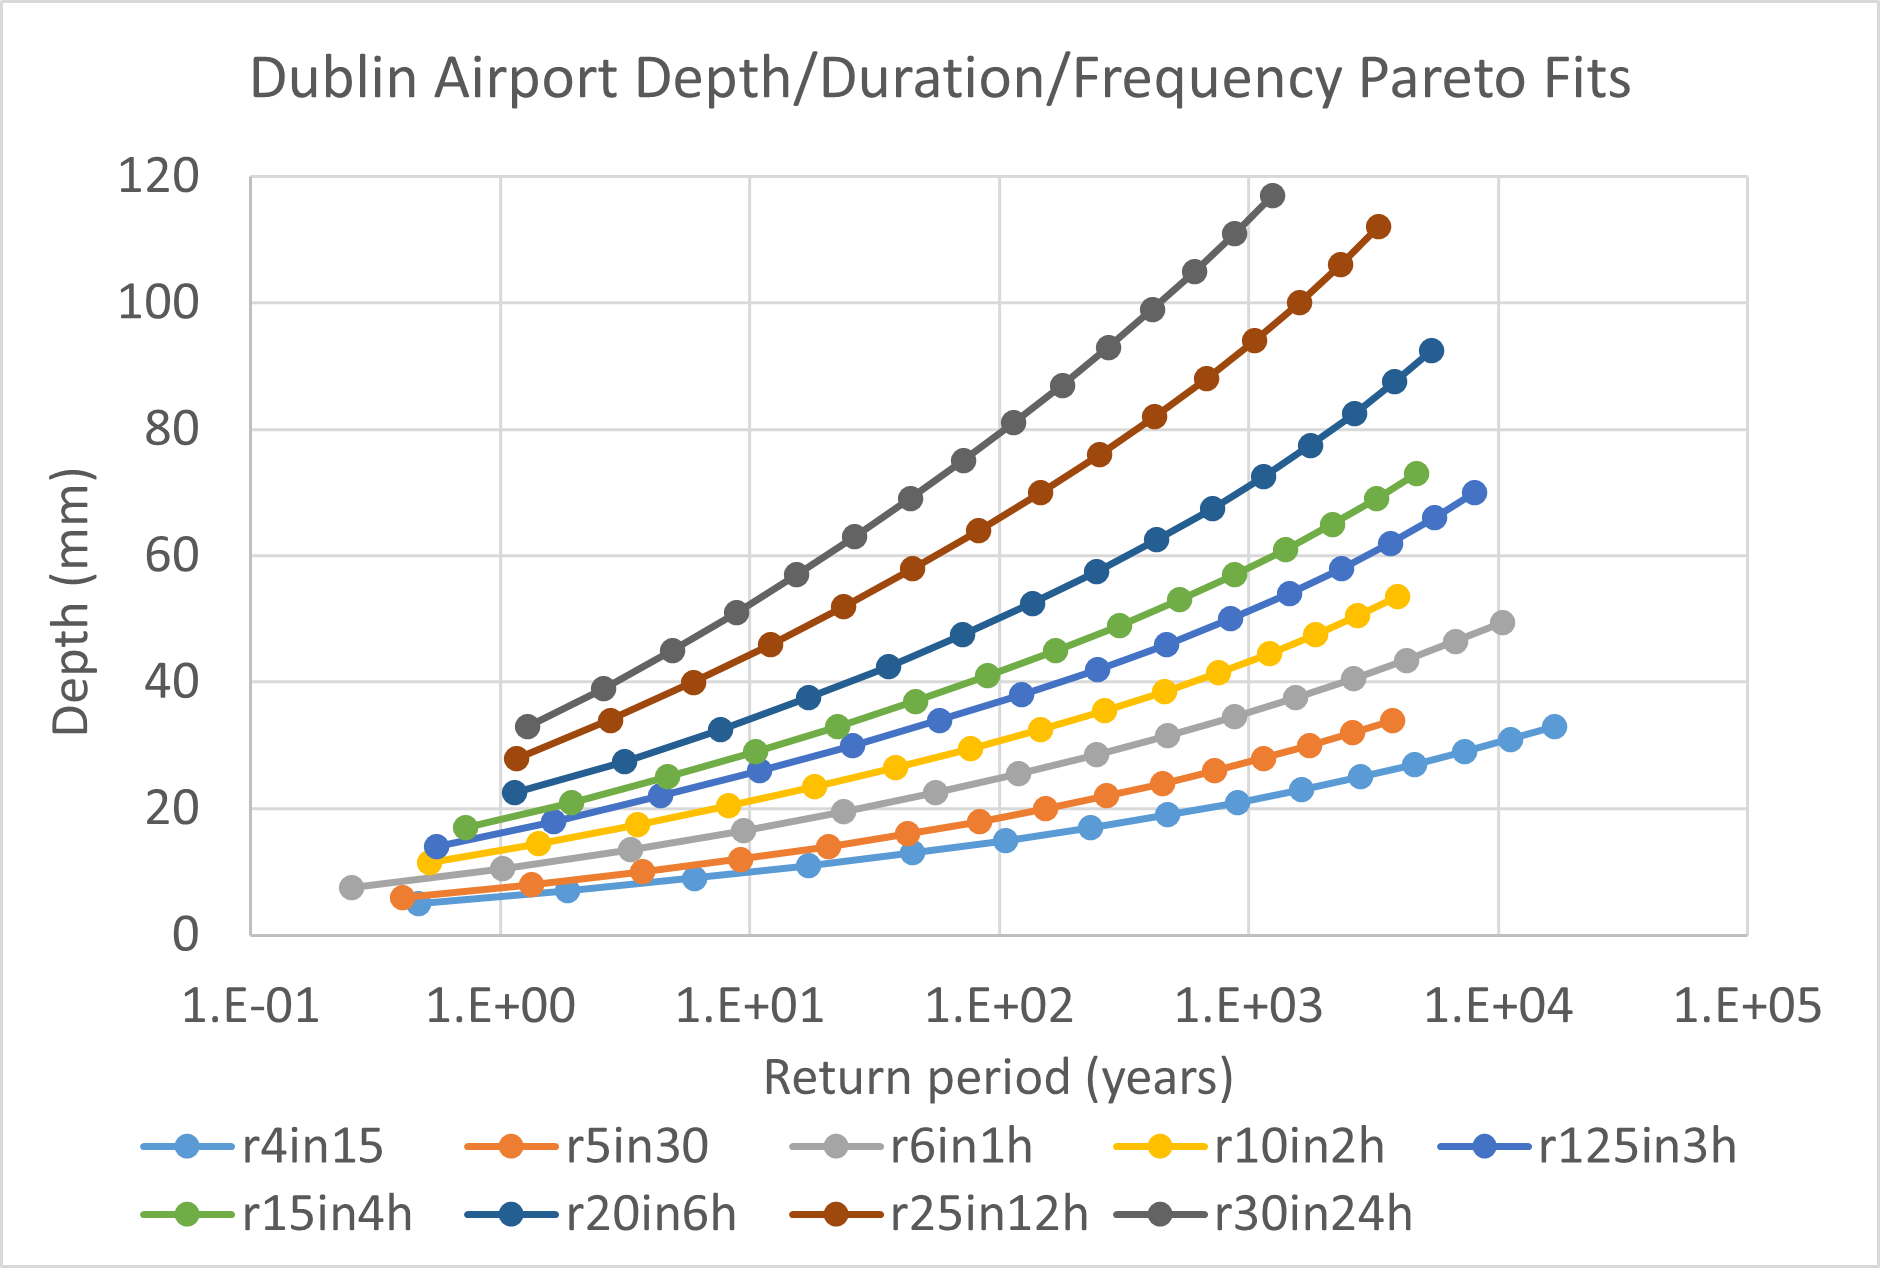 Dublin Airport Depth/Duration/Frequency Pareto Fits
120
100
80
60
40
20
0
Depth (mm)
1.E-01 1.E+00 1.E+01 1.E+02 1.E+03 1.E+04 1.E+05
Return period (years)
r4in15 r5in30 r6in1h r10in2h r125in3h
r15in4h r20in6h r25in12h r30in24h